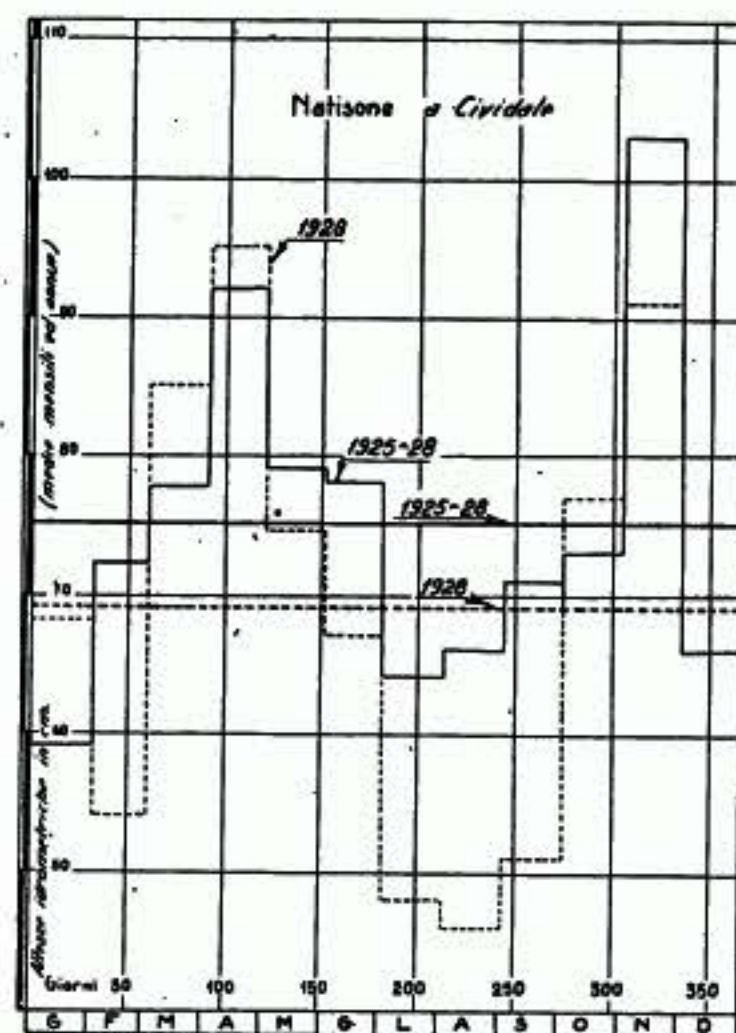 110
Natisone a Cividale
100
1928
90
(medie mensili ed annue)
80
1925-28
1925-28
70
1928
60
Altezze idrometriche in cm.
50
Giorni 50 100 150 200 250 300 350
G F M A M G L A S O N D